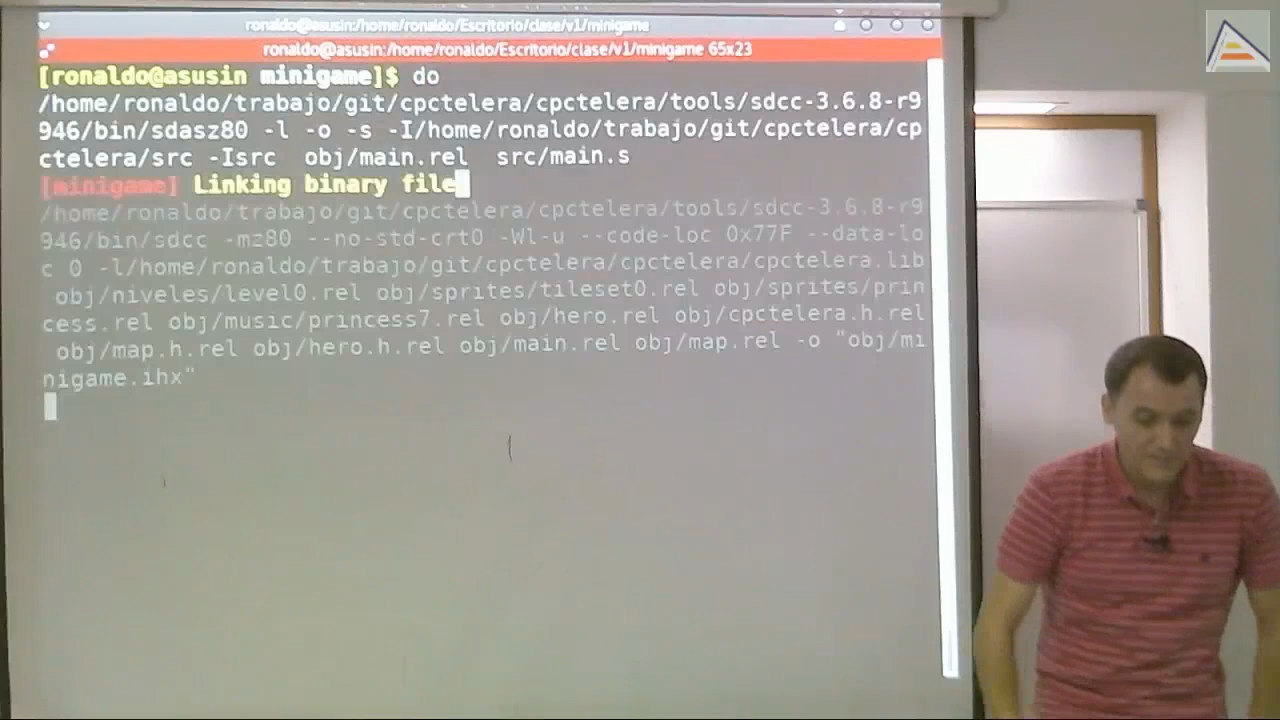 ronaldo@asusin:/home/ronaldo/Escritorio/clase/v1/minigame
ronaldo@asusin:/home/ronaldo/Escritorio/clase/v1/minigame 65x23
[ronaldo@asusin minigame]$ do
/home/ronaldo/trabajo/git/cpctelera/cpctelera/tools/sdcc-3.6.8-r9
946/bin/sdasz80 -l -o -s -I/home/ronaldo/trabajo/git/cpctelera/cp
ctelera/src -Isrc  obj/main.rel  src/main.s
[minigame] Linking binary file
/home/ronaldo/trabajo/git/cpctelera/cpctelera/tools/sdcc-3.6.8-r9
946/bin/sdcc -mz80 --no-std-crt0 -Wl-u --code-loc 0x77F --data-lo
c 0 -l/home/ronaldo/trabajo/git/cpctelera/cpctelera/cpctelera.lib
 obj/niveles/level0.rel obj/sprites/tileset0.rel obj/sprites/prin
cess.rel obj/music/princess7.rel obj/hero.rel obj/cpctelera.h.rel
 obj/map.h.rel obj/hero.h.rel obj/main.rel obj/map.rel -o "obj/mi
nigame.ihx"